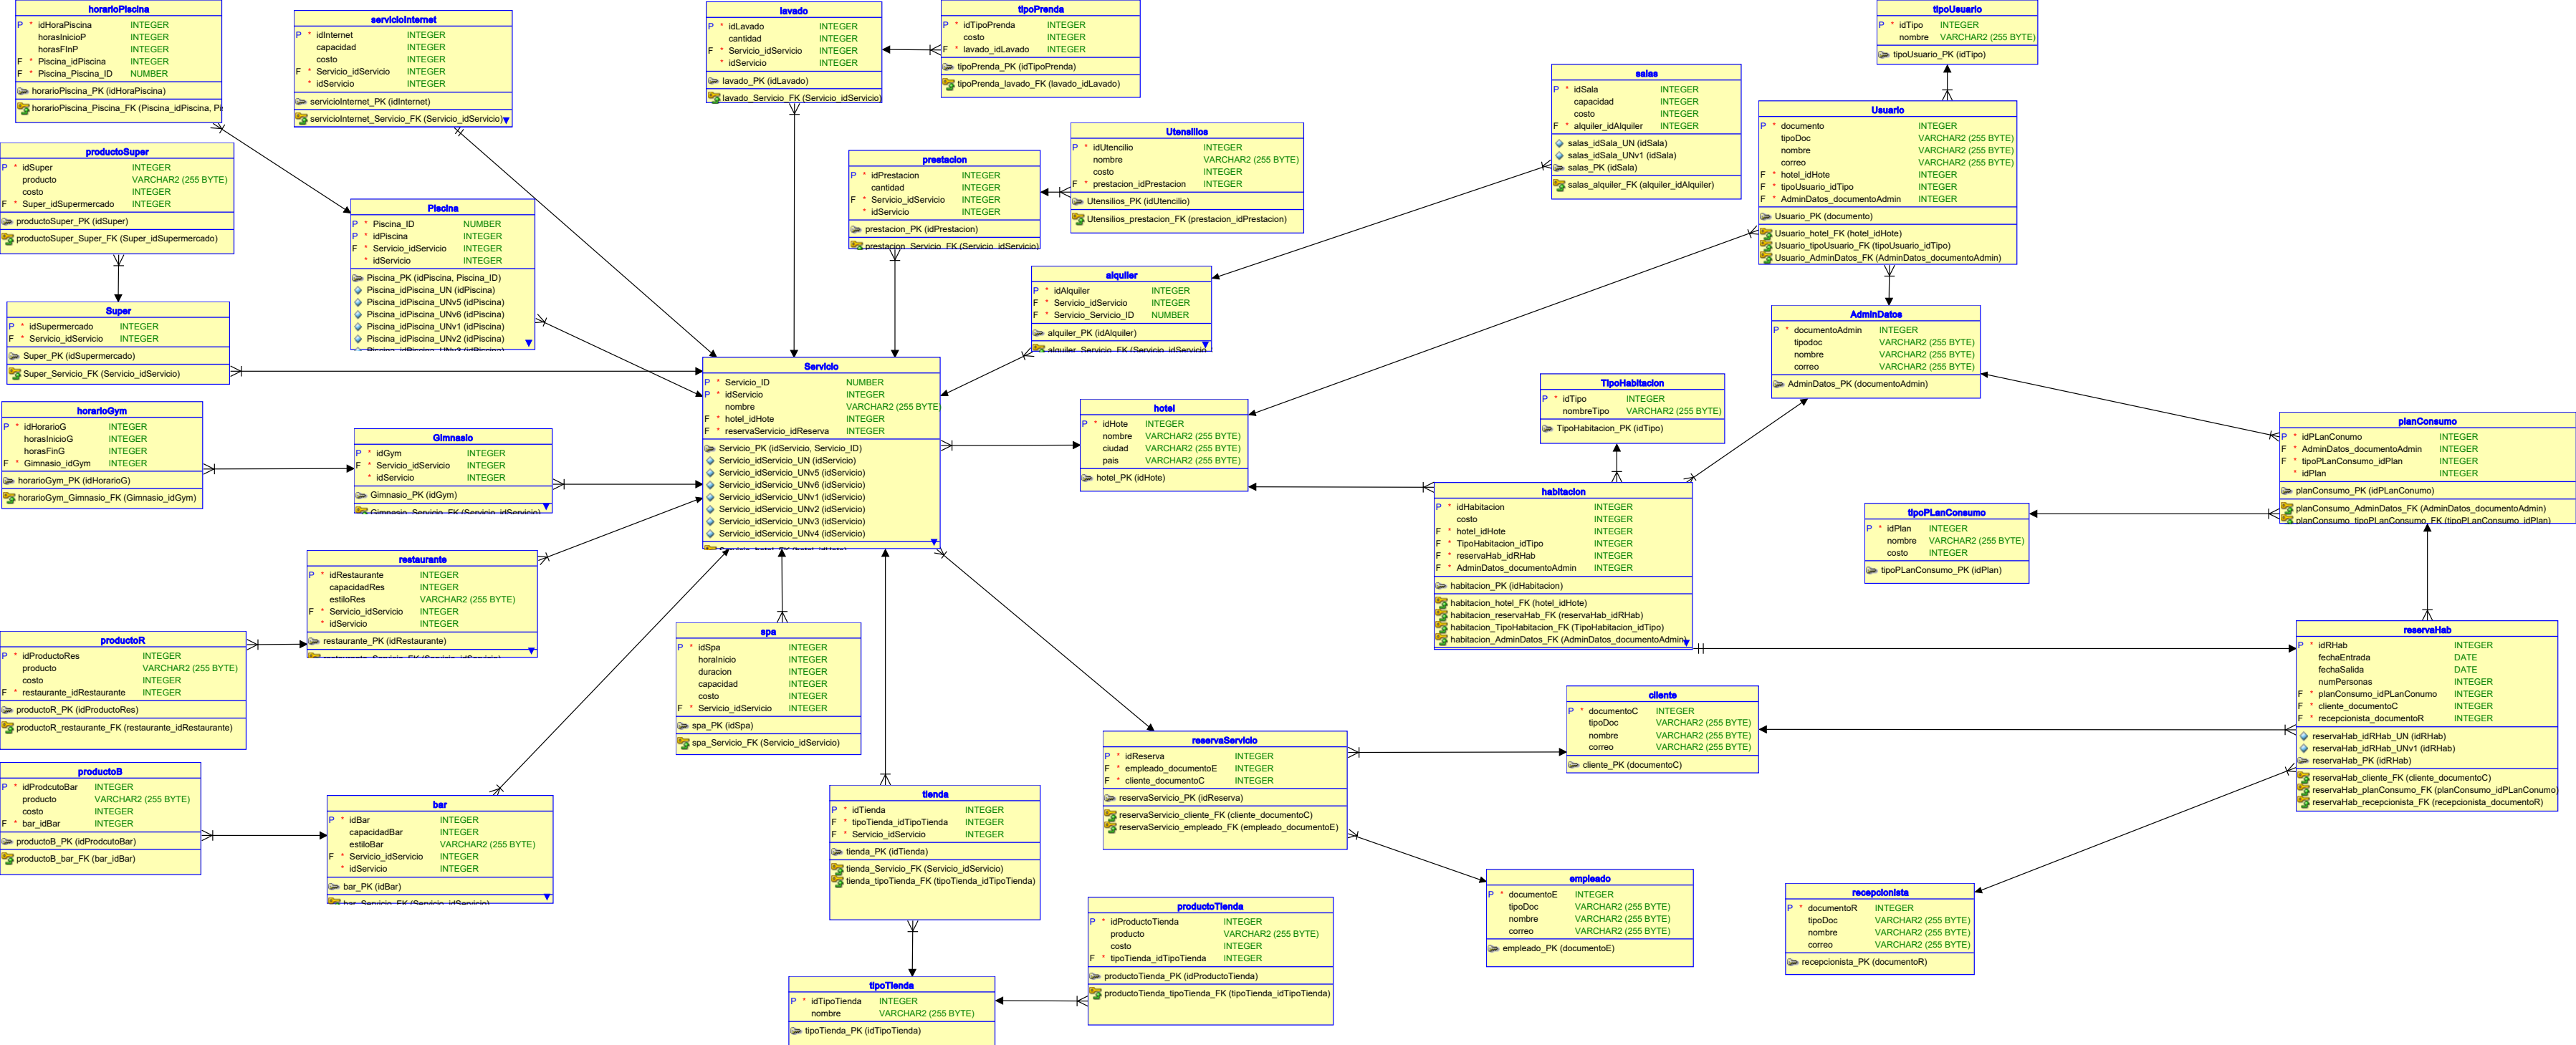 horarioPiscina
P * idHoraPiscina INTEGER
horasInicioP INTEGER
horasFInP INTEGER
F * Piscina_idPiscina INTEGER
F * Piscina_Piscina_ID NUMBER
horarioPiscina_PK (idHoraPiscina)
horarioPiscina_Piscina_FK (Piscina_idPiscina, Pi
servicioInternet
P * idInternet INTEGER
capacidad INTEGER
costo INTEGER
F * Servicio_idServicio INTEGER
* idServicio INTEGER
servicioInternet_PK (idInternet)
servicioInternet_Servicio_FK (Servicio_idServicio)
lavado
P * idLavado INTEGER
cantidad INTEGER
F * Servicio_idServicio INTEGER
* idServicio INTEGER
lavado_PK (idLavado)
lavado_Servicio_FK (Servicio_idServicio)
tipoPrenda
P * idTipoPrenda INTEGER
costo INTEGER
F * lavado_idLavado INTEGER
tipoPrenda_PK (idTipoPrenda)
tipoPrenda_lavado_FK (lavado_idLavado)
tipoUsuario
P * idTipo INTEGER
nombre VARCHAR2 (255 BYTE)
tipoUsuario_PK (idTipo)
salas
P * idSala INTEGER
capacidad INTEGER
costo INTEGER
F * alquiler_idAlquiler INTEGER
salas_idSala_UN (idSala)
salas_idSala_UNv1 (idSala)
salas_PK (idSala)
salas_alquiler_FK (alquiler_idAlquiler)
Usuario
P * documento INTEGER
tipoDoc VARCHAR2 (255 BYTE)
nombre VARCHAR2 (255 BYTE)
correo VARCHAR2 (255 BYTE)
F * hotel_idHote INTEGER
F * tipoUsuario_idTipo INTEGER
F * AdminDatos_documentoAdmin INTEGER
Usuario_PK (documento)
Usuario_hotel_FK (hotel_idHote)
Usuario_tipoUsuario_FK (tipoUsuario_idTipo)
Usuario_AdminDatos_FK (AdminDatos_documentoAdmin)
productoSuper
P * idSuper INTEGER
producto VARCHAR2 (255 BYTE)
costo INTEGER
F * Super_idSupermercado INTEGER
productoSuper_PK (idSuper)
productoSuper_Super_FK (Super_idSupermercado)
prestacion
P * idPrestacion INTEGER
cantidad INTEGER
F * Servicio_idServicio INTEGER
* idServicio INTEGER
prestacion_PK (idPrestacion)
prestacion_Servicio_FK (Servicio_idServicio)
Utensilios
P * idUtencilio INTEGER
nombre VARCHAR2 (255 BYTE)
costo INTEGER
F * prestacion_idPrestacion INTEGER
Utensilios_PK (idUtencilio)
Utensilios_prestacion_FK (prestacion_idPrestacion)
Piscina
P * Piscina_ID NUMBER
P * idPiscina INTEGER
F * Servicio_idServicio INTEGER
* idServicio INTEGER
Piscina_PK (idPiscina, Piscina_ID)
Piscina_idPiscina_UN (idPiscina)
Piscina_idPiscina_UNv5 (idPiscina)
Piscina_idPiscina_UNv6 (idPiscina)
Piscina_idPiscina_UNv1 (idPiscina)
Piscina_idPiscina_UNv2 (idPiscina)
Piscina_idPiscina_UNv3 (idPiscina)
alquiler
P * idAlquiler INTEGER
F * Servicio_idServicio INTEGER
F * Servicio_Servicio_ID NUMBER
alquiler_PK (idAlquiler)
alquiler_Servicio_FK (Servicio_idServicio
Super
P * idSupermercado INTEGER
F * Servicio_idServicio INTEGER
Super_PK (idSupermercado)
Super_Servicio_FK (Servicio_idServicio)
AdminDatos
P * documentoAdmin INTEGER
tipodoc VARCHAR2 (255 BYTE)
nombre VARCHAR2 (255 BYTE)
correo VARCHAR2 (255 BYTE)
AdminDatos_PK (documentoAdmin)
Servicio
P * Servicio_ID NUMBER
P * idServicio INTEGER
nombre VARCHAR2 (255 BYTE)
F * hotel_idHote INTEGER
F * reservaServicio_idReserva INTEGER
Servicio_PK (idServicio, Servicio_ID)
Servicio_idServicio_UN (idServicio)
Servicio_idServicio_UNv5 (idServicio)
Servicio_idServicio_UNv6 (idServicio)
Servicio_idServicio_UNv1 (idServicio)
Servicio_idServicio_UNv2 (idServicio)
Servicio_idServicio_UNv3 (idServicio)
Servicio_idServicio_UNv4 (idServicio)
Servicio_hotel_FK (hotel_idHote)
TipoHabitacion
P * idTipo INTEGER
nombreTipo VARCHAR2 (255 BYTE)
TipoHabitacion_PK (idTipo)
hotel
P * idHote INTEGER
nombre VARCHAR2 (255 BYTE)
ciudad VARCHAR2 (255 BYTE)
pais VARCHAR2 (255 BYTE)
hotel_PK (idHote)
horarioGym
P * idHorarioG INTEGER
horasInicioG INTEGER
horasFinG INTEGER
F * Gimnasio_idGym INTEGER
horarioGym_PK (idHorarioG)
horarioGym_Gimnasio_FK (Gimnasio_idGym)
Gimnasio
P * idGym INTEGER
F * Servicio_idServicio INTEGER
* idServicio INTEGER
Gimnasio_PK (idGym)
Gimnasio_Servicio_FK (Servicio_idServicio)
planConsumo
P * idPLanConumo INTEGER
F * AdminDatos_documentoAdmin INTEGER
F * tipoPLanConsumo_idPlan INTEGER
* idPlan INTEGER
planConsumo_PK (idPLanConumo)
planConsumo_AdminDatos_FK (AdminDatos_documentoAdmin)
planConsumo_tipoPLanConsumo_FK (tipoPLanConsumo_idPlan)
habitacion
P * idHabitacion INTEGER
costo INTEGER
F * hotel_idHote INTEGER
F * TipoHabitacion_idTipo INTEGER
F * reservaHab_idRHab INTEGER
F * AdminDatos_documentoAdmin INTEGER
habitacion_PK (idHabitacion)
habitacion_hotel_FK (hotel_idHote)
habitacion_reservaHab_FK (reservaHab_idRHab)
habitacion_TipoHabitacion_FK (TipoHabitacion_idTipo)
habitacion_AdminDatos_FK (AdminDatos_documentoAdmin)
tipoPLanConsumo
P * idPlan INTEGER
nombre VARCHAR2 (255 BYTE)
costo INTEGER
tipoPLanConsumo_PK (idPlan)
restaurante
P * idRestaurante INTEGER
capacidadRes INTEGER
estiloRes VARCHAR2 (255 BYTE)
F * Servicio_idServicio INTEGER
* idServicio INTEGER
restaurante_PK (idRestaurante)
restaurante_Servicio_FK (Servicio_idServicio)
productoR
P * idProductoRes INTEGER
producto VARCHAR2 (255 BYTE)
costo INTEGER
F * restaurante_idRestaurante INTEGER
productoR_PK (idProductoRes)
productoR_restaurante_FK (restaurante_idRestaurante)
spa
P * idSpa INTEGER
horaInicio INTEGER
duracion INTEGER
capacidad INTEGER
costo INTEGER
F * Servicio_idServicio INTEGER
spa_PK (idSpa)
spa_Servicio_FK (Servicio_idServicio)
reservaHab
P * idRHab INTEGER
fechaEntrada DATE
fechaSalida DATE
numPersonas INTEGER
F * planConsumo_idPLanConumo INTEGER
F * cliente_documentoC INTEGER
F * recepcionista_documentoR INTEGER
reservaHab_idRHab_UN (idRHab)
reservaHab_idRHab_UNv1 (idRHab)
reservaHab_PK (idRHab)
reservaHab_cliente_FK (cliente_documentoC)
reservaHab_planConsumo_FK (planConsumo_idPLanConumo)
reservaHab_recepcionista_FK (recepcionista_documentoR)
cliente
P * documentoC INTEGER
tipoDoc VARCHAR2 (255 BYTE)
nombre VARCHAR2 (255 BYTE)
correo VARCHAR2 (255 BYTE)
cliente_PK (documentoC)
reservaServicio
P * idReserva INTEGER
F * empleado_documentoE INTEGER
F * cliente_documentoC INTEGER
reservaServicio_PK (idReserva)
reservaServicio_cliente_FK (cliente_documentoC)
reservaServicio_empleado_FK (empleado_documentoE)
productoB
P * idProdcutoBar INTEGER
producto VARCHAR2 (255 BYTE)
costo INTEGER
F * bar_idBar INTEGER
productoB_PK (idProdcutoBar)
productoB_bar_FK (bar_idBar)
bar
P * idBar INTEGER
capacidadBar INTEGER
estiloBar VARCHAR2 (255 BYTE)
F * Servicio_idServicio INTEGER
* idServicio INTEGER
bar_PK (idBar)
bar_Servicio_FK (Servicio_idServicio)
tienda
P * idTienda INTEGER
F * tipoTienda_idTipoTienda INTEGER
F * Servicio_idServicio INTEGER
tienda_PK (idTienda)
tienda_Servicio_FK (Servicio_idServicio)
tienda_tipoTienda_FK (tipoTienda_idTipoTienda)
empleado
P * documentoE INTEGER
tipoDoc VARCHAR2 (255 BYTE)
nombre VARCHAR2 (255 BYTE)
correo VARCHAR2 (255 BYTE)
empleado_PK (documentoE)
recepcionista
P * documentoR INTEGER
tipoDoc VARCHAR2 (255 BYTE)
nombre VARCHAR2 (255 BYTE)
correo VARCHAR2 (255 BYTE)
recepcionista_PK (documentoR)
productoTienda
P * idProductoTienda INTEGER
producto VARCHAR2 (255 BYTE)
costo INTEGER
F * tipoTienda_idTipoTienda INTEGER
productoTienda_PK (idProductoTienda)
productoTienda_tipoTienda_FK (tipoTienda_idTipoTienda)
tipoTienda
P * idTipoTienda INTEGER
nombre VARCHAR2 (255 BYTE)
tipoTienda_PK (idTipoTienda)